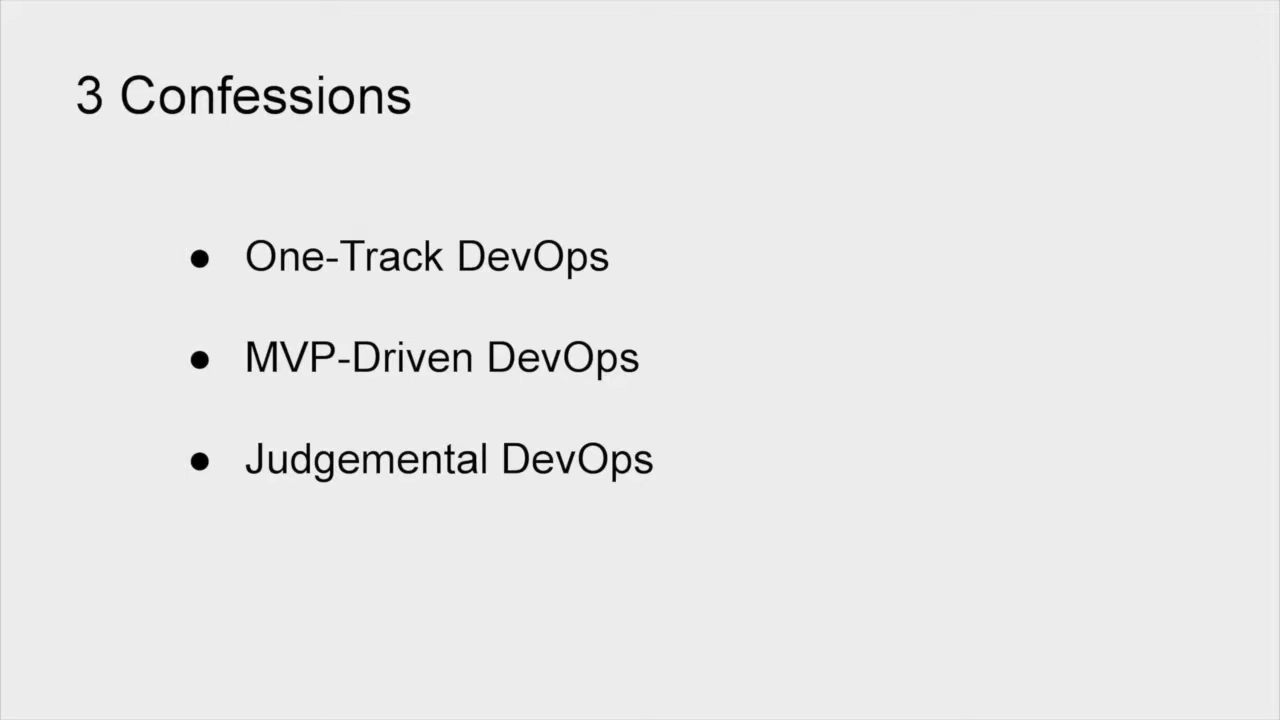 3 Confessions
● One-Track DevOps
● MVP-Driven DevOps
● Judgemental DevOps